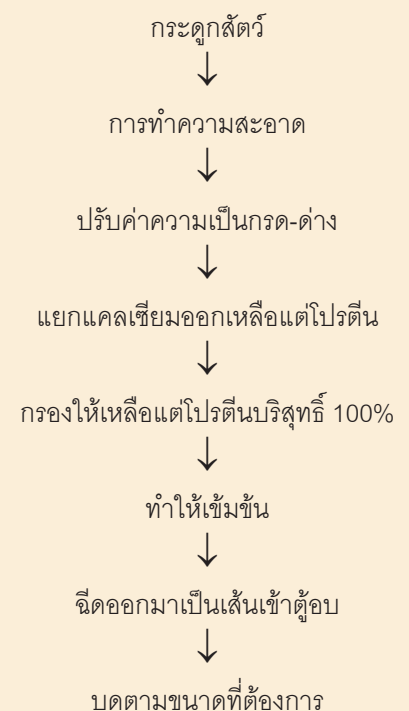 กระดูกสัตว์
↓
การทำความสะอาด
↓
ปรับค่าความเป็นกรด-ด่าง
↓
แยกแคลเซียมออกเหลือแต่โปรตีน
↓
กรองให้เหลือแต่โปรตีนบริสุทธิ์ 100%
↓
ทำให้เข้มข้น
↓
ฉีดออกมาเป็นเส้นเข้าตู้อบ
↓
บดตามขนาดที่ต้องการ